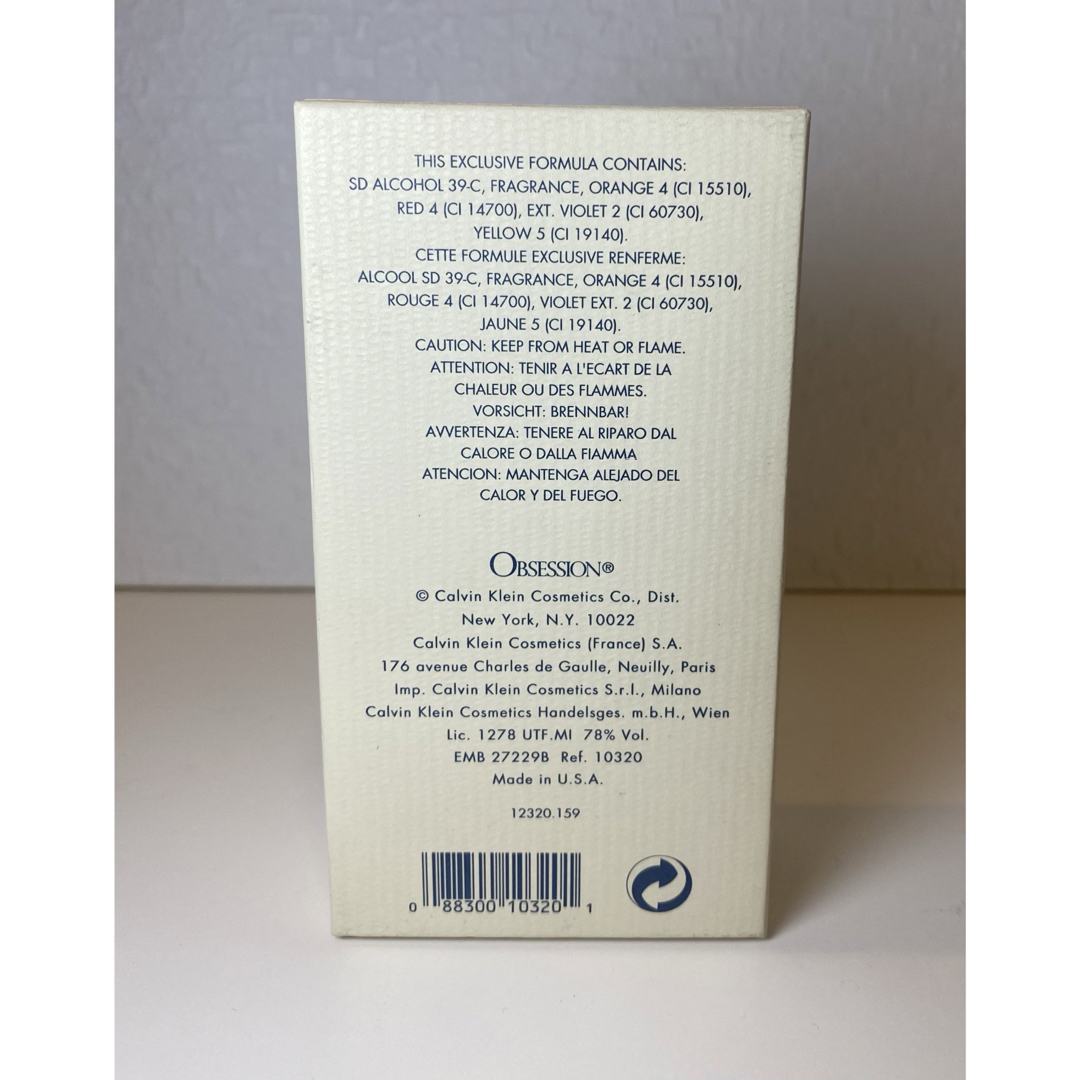 THIS EXCLUSIVE FORMULA CONTAINS:
SD ALCOHOL 39-C, FRAGRANCE, ORANGE 4 (CI 15510),
RED 4 (CI 14700), EXT. VIOLET 2 (CI 60730),
YELLOW 5 (CI 19140).
CETTE FORMULE EXCLUSIVE RENFERME:
ALCOOL SD 39-C, FRAGRANCE, ORANGE 4 (CI 15510),
ROUGE 4 (CI 14700), VIOLET EXT. 2 (CI 60730),
JAUNE 5 (CI 19140).
CAUTION: KEEP FROM HEAT OR FLAME.
ATTENTION: TENIR A L'ECART DE LA
CHALEUR OU DES FLAMMES.
VORSICHT: BRENNBAR!
AVVERTENZA: TENERE AL RIPARO DAL
CALORE O DALLA FIAMMA
ATENCION: MANTENGA ALEJADO DEL
CALOR Y DEL FUEGO.
OBSESSION®
© Calvin Klein Cosmetics Co., Dist.
New York, N.Y. 10022
Calvin Klein Cosmetics (France) S.A.
176 avenue Charles de Gaulle, Neuilly, Paris
Imp. Calvin Klein Cosmetics S.r.l., Milano
Calvin Klein Cosmetics Handelsges. m.b.H., Wien
Lic. 1278 UTF.MI 78% Vol.
EMB 27229B Ref. 10320
Made in U.S.A.
12320.159
0 88300 10320 1